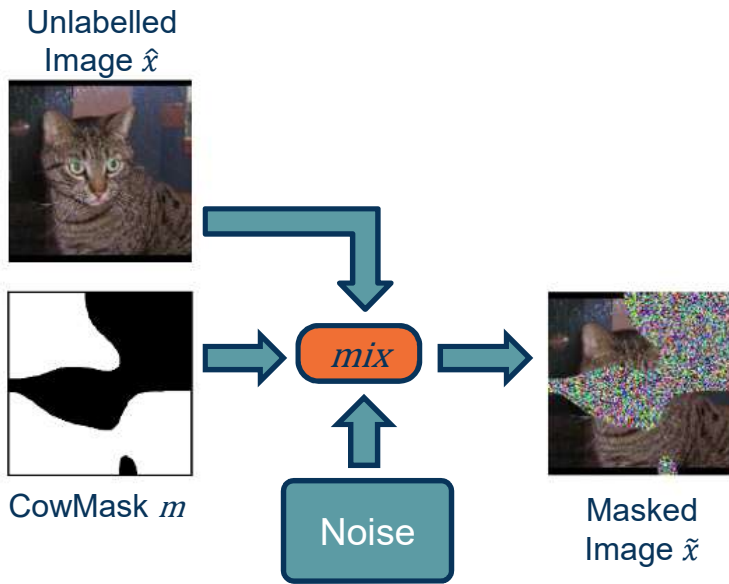 Unlabelled
Image x̂
mix
CowMask m
Noise
Masked
Image x̃